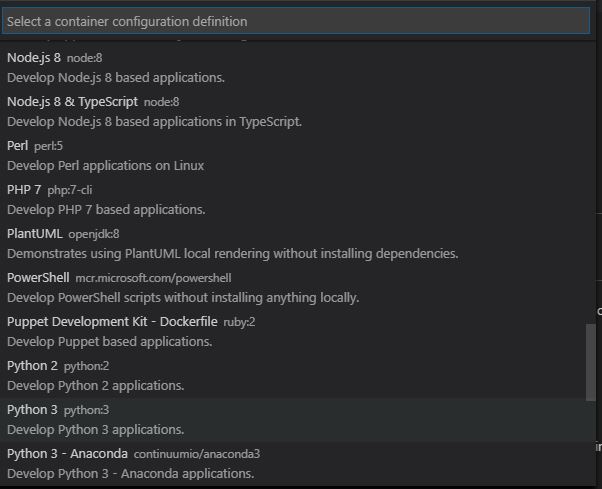 Select a container configuration definition
Node.js 8 node:8
Develop Node.js 8 based applications.
Node.js 8 & TypeScript node:8
Develop Node.js 8 based applications in TypeScript.
Perl perl:5
Develop Perl applications on Linux
PHP 7 php:7-cli
Develop PHP 7 based applications.
PlantUML openjdk:8
Demonstrates using PlantUML local rendering without installing dependencies.
PowerShell mcr.microsoft.com/powershell
Develop PowerShell scripts without installing anything locally.
Puppet Development Kit - Dockerfile ruby:2
Develop Puppet based applications.
Python 2 python:2
Develop Python 2 applications.
Python 3 python:3
Develop Python 3 applications.
Python 3 - Anaconda continuumio/anaconda3
Develop Python 3 - Anaconda applications.